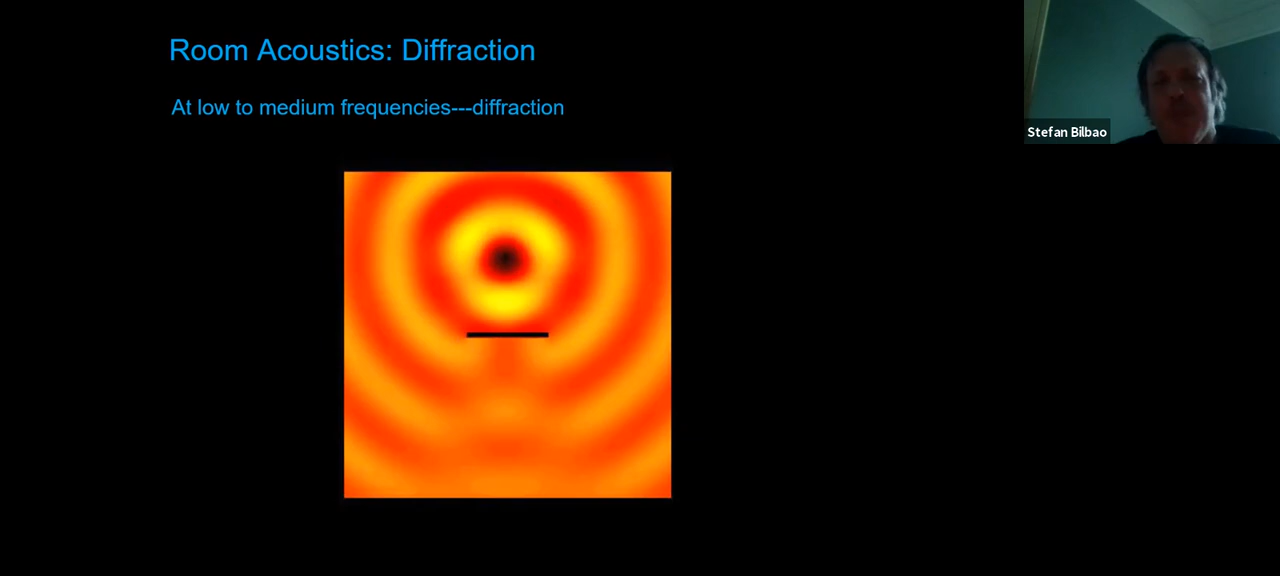 Room Acoustics: Diffraction
At low to medium frequencies---diffraction
Stefan Bilbao